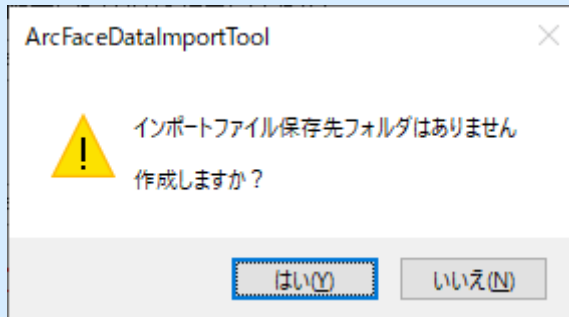 ArcFaceDataImportTool
インポートファイル保存先フォルダはありません
作成しますか？
はい(Y)
いいえ(N)